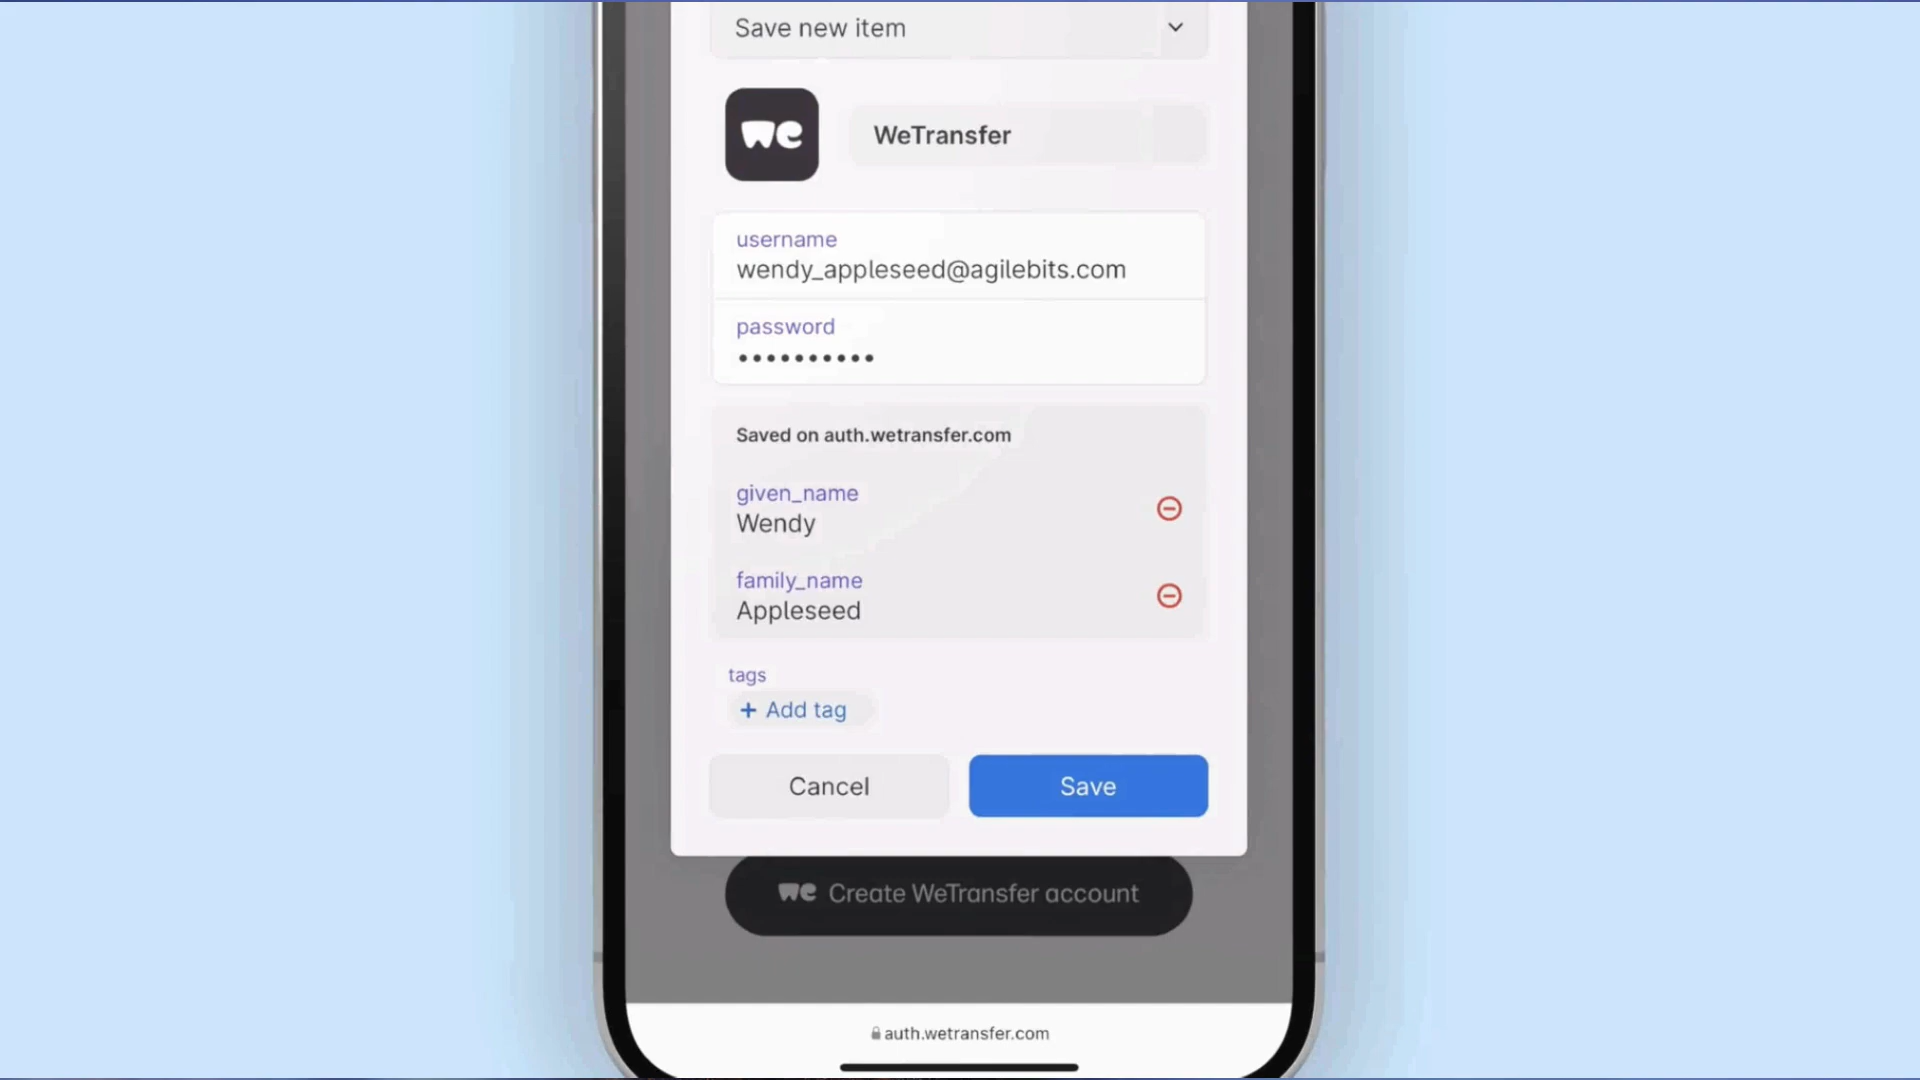 Save new item
we
WeTransfer
username
wendy_appleseed@agilebits.com
password
••••••••••
Saved on auth.wetransfer.com
given_name
Wendy
family_name
Appleseed
tags
+ Add tag
Cancel
Save
we Create WeTransfer account
auth.wetransfer.com